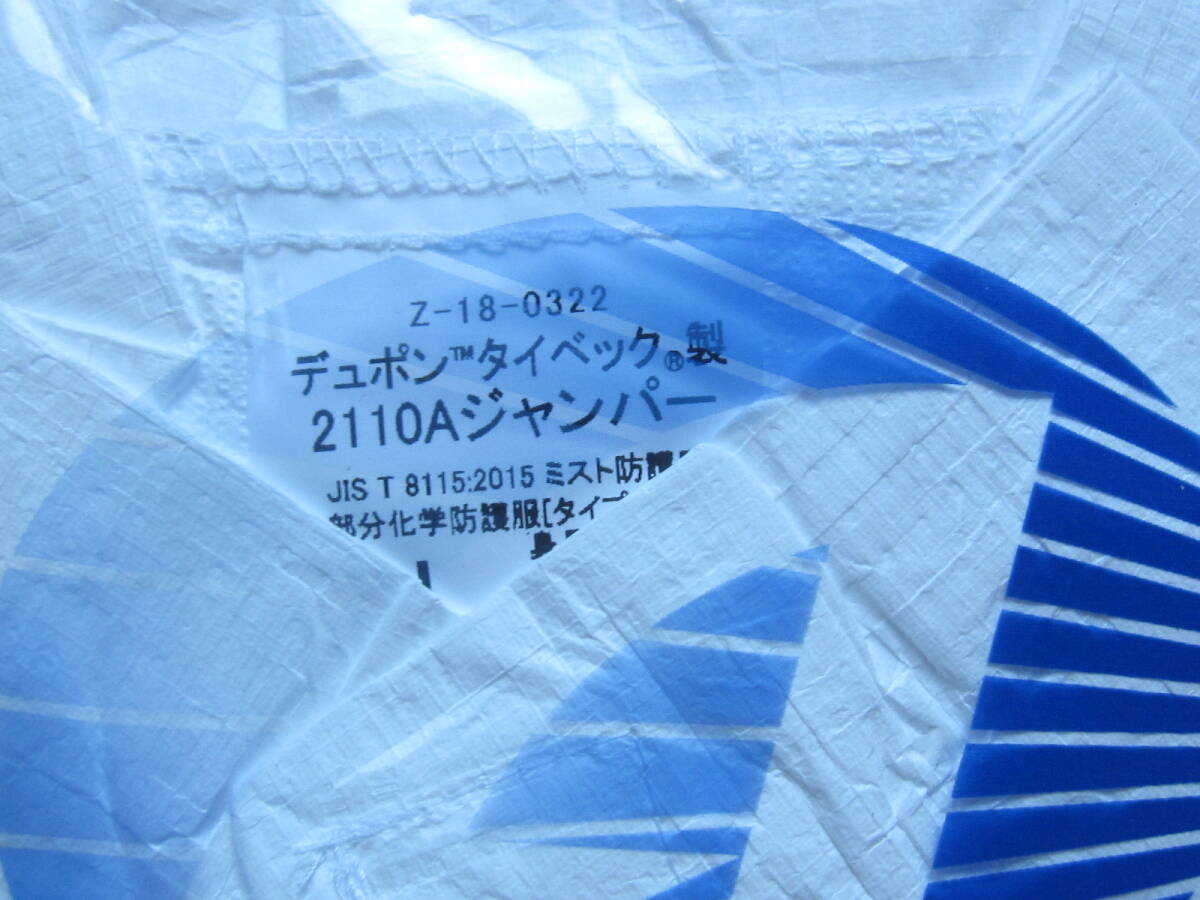 Z-18-0322
デュポン™タイベック®製
2110Aジャンパー
JIS T 8115:2015 ミスト防護
部分化学防護服[タイプ
身